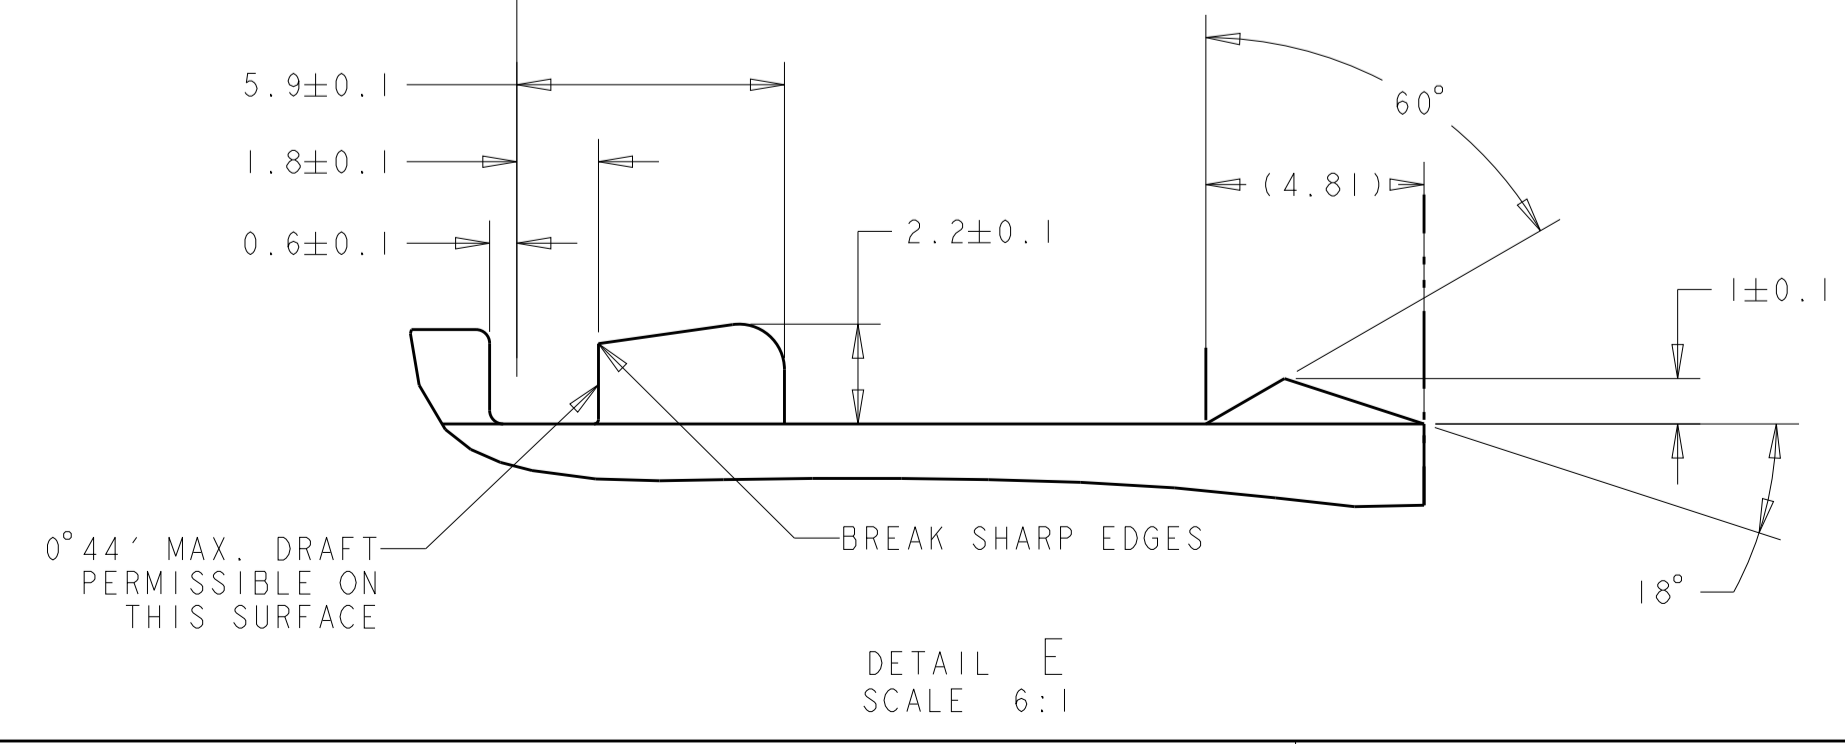 5.9±0.1
60°
1.8±0.1
(4.81)
0.6±0.1
2.2±0.1
1±0.1
BREAK SHARP EDGES
0°44′ MAX. DRAFT
PERMISSIBLE ON
THIS SURFACE
18°
DETAIL E
SCALE 6:1